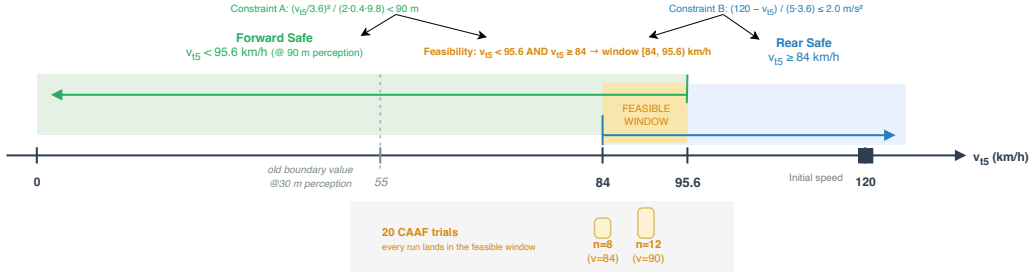 Constraint A: (v_t5/3.6)² / (2·0.4·9.8) < 90 m
Constraint B: (120 – v_t5) / (5·3.6) ≤ 2.0 m/s²
Forward Safe
v_t5 < 95.6 km/h (@ 90 m perception)
Feasibility: v_t5 < 95.6 AND v_t5 ≥ 84 → window [84, 95.6) km/h
Rear Safe
v_t5 ≥ 84 km/h
FEASIBLE
WINDOW
v_t5 (km/h)
old boundary value
@30 m perception
0
55
84
95.6
Initial speed
120
20 CAAF trials
every run lands in the feasible window
n=8
(v=84)
n=12
(v=90)